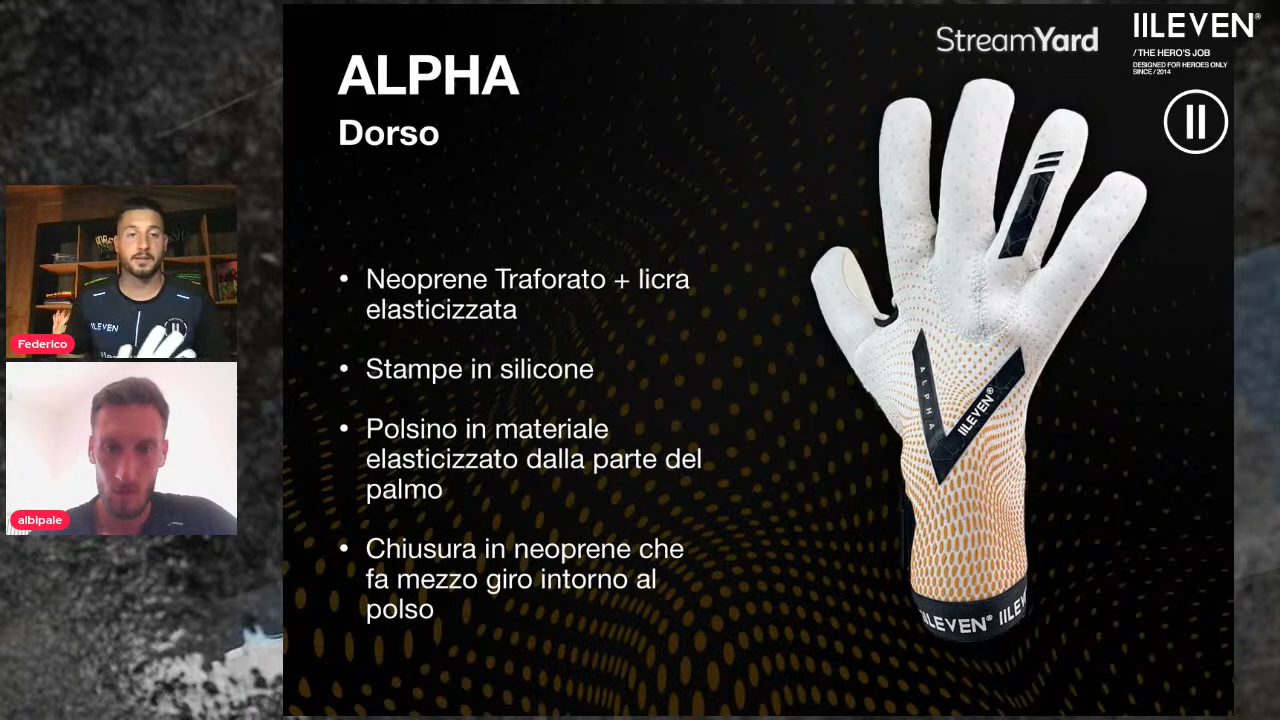 StreamYard
IILEVEN®
/ THE HERO'S JOB
DESIGNED FOR HEROES ONLY
SINCE / 2014
ALPHA
Dorso
• Neoprene Traforato + licra
elasticizzata
• Stampe in silicone
• Polsino in materiale
elasticizzato dalla parte del
palmo
• Chiusura in neoprene che
fa mezzo giro intorno al
polso
ALPHA
IILEVEN®
IILEVEN® IILEV
IILEVEN
Federico
albipale